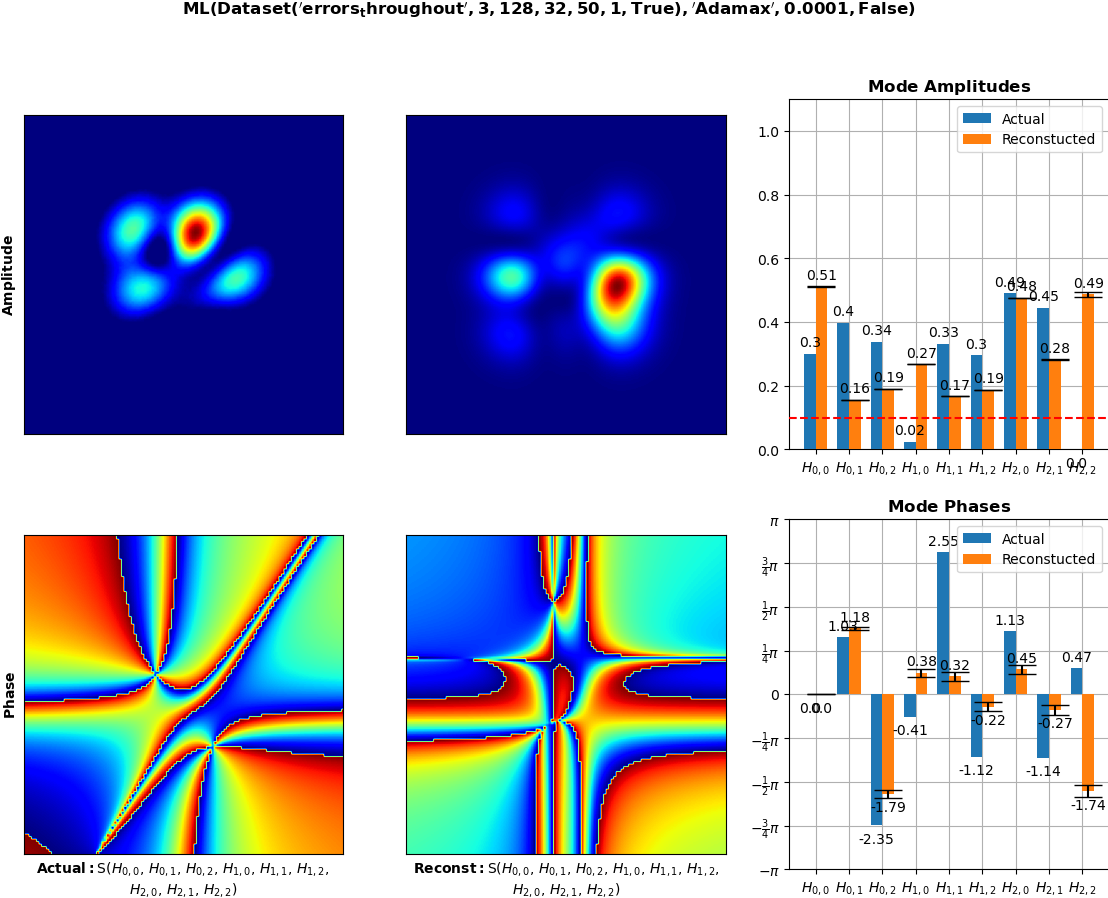 ML(Dataset('errors_throughout', 3, 128, 32, 50, 1, True), 'Adamax', 0.0001, False)
Amplitude
Mode Amplitudes
Actual
Reconstucted
1.0
0.8
0.6
0.4
0.2
0.0
0.3
0.51
0.4
0.16
0.34
0.19
0.02
0.27
0.33
0.17
0.3
0.19
0.49
0.48
0.45
0.28
0.0
0.49
H0,0 H0,1 H0,2 H1,0 H1,1 H1,2 H2,0 H2,1 H2,2
Phase
Actual: S(H0,0, H0,1, H0,2, H1,0, H1,1, H1,2,
H2,0, H2,1, H2,2)
Reconst: S(H0,0, H0,1, H0,2, H1,0, H1,1, H1,2,
H2,0, H2,1, H2,2)
Mode Phases
Actual
Reconstucted
π
3/4π
1/2π
1/4π
0
−1/4π
−1/2π
−3/4π
−π
0.0
0.0
1.03
1.18
-2.35
-1.79
-0.41
0.38
2.55
0.32
-1.12
-0.22
1.13
0.45
-1.14
-0.27
0.47
-1.74
H0,0 H0,1 H0,2 H1,0 H1,1 H1,2 H2,0 H2,1 H2,2